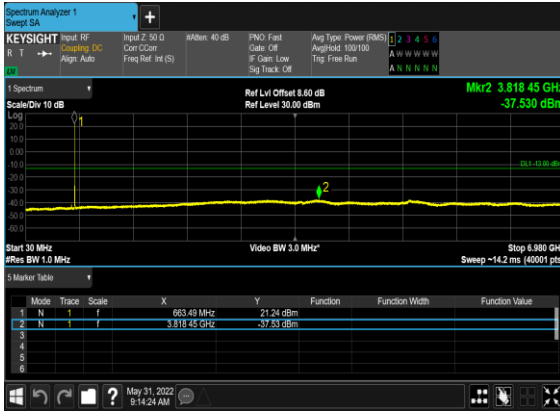 Spectrum Analyzer 1
Swept SA
+
KEYSIGHT Input: RF Input Z: 50 Ω #Atten: 40 dB PNO: Fast Avg Type: Power (RMS) 1 2 3 4 5 6
R T Coupling: DC Corr CCorr Gate: Off Avg|Hold: 100/100 A W W W W W
Align: Auto Freq Ref: Int (S) IF Gain: Low Trig: Free Run
Sig Track: Off A N N N N N
1 Spectrum
Scale/Div 10 dB
Ref Lvl Offset 8.60 dB
Ref Level 30.00 dBm
Mkr2 3.818 45 GHz
-37.530 dBm
Log
20.0
10.0
0.00
-10.0
-20.0
-30.0
-40.0
-50.0
-60.0
1
2
DL1 -13.00 dBm
Start 30 MHz Video BW 3.0 MHz* Stop 6.980 GHz
#Res BW 1.0 MHz Sweep ~14.2 ms (40001 pts)
5 Marker Table
Mode Trace Scale X Y Function Function Width Function Value
1 N 1 f 663.49 MHz 21.24 dBm
2 N 1 f 3.818 45 GHz -37.53 dBm
3
4
5
6
? May 31, 2022
9:14:24 AM